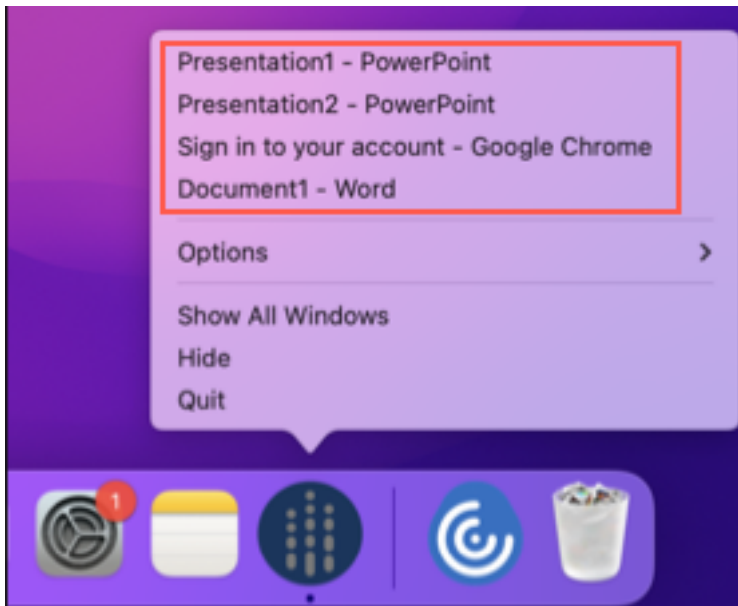 Presentation1 - PowerPoint
Presentation2 - PowerPoint
Sign in to your account - Google Chrome
Document1 - Word
Options
Show All Windows
Hide
Quit
1